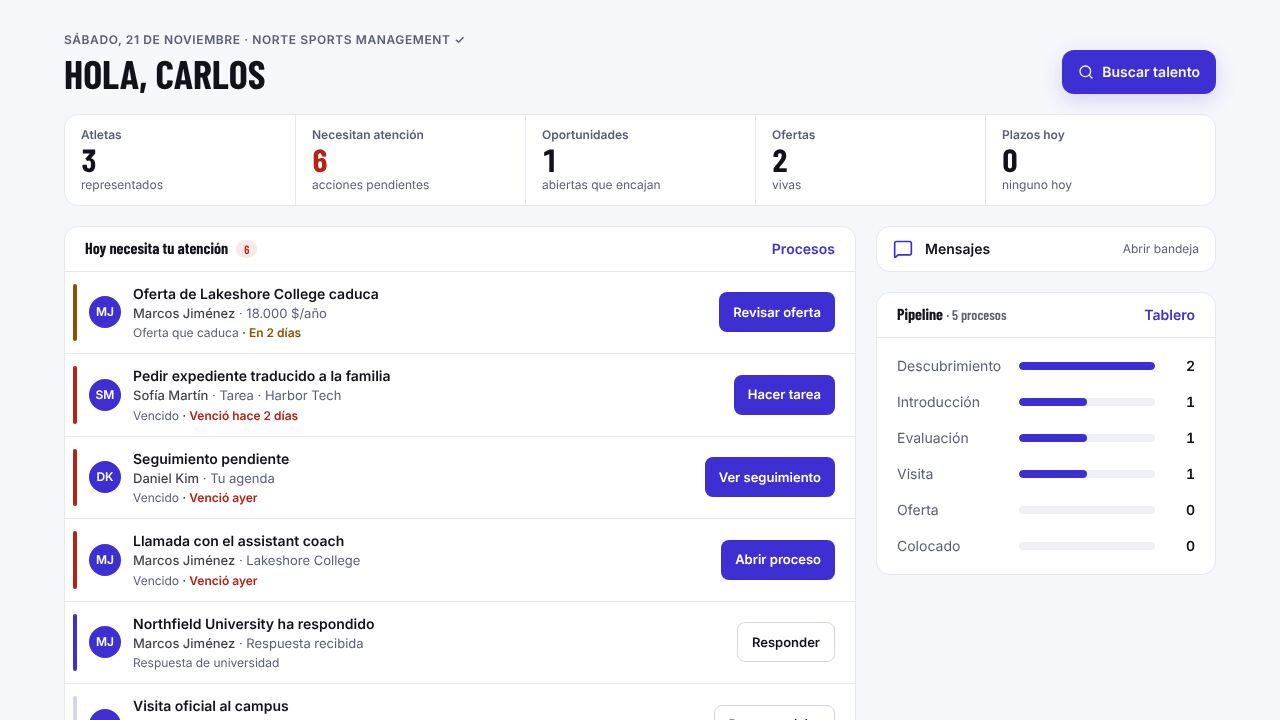 SÁBADO, 21 DE NOVIEMBRE · NORTE SPORTS MANAGEMENT ✓
HOLA, CARLOS
Buscar talento
Atletas
3
representados
Necesitan atención
6
acciones pendientes
Oportunidades
1
abiertas que encajan
Ofertas
2
vivas
Plazos hoy
0
ninguno hoy
Hoy necesita tu atención 6
Procesos
MJ
Oferta de Lakeshore College caduca
Marcos Jiménez · 18.000 $/año
Oferta que caduca · En 2 días
Revisar oferta
SM
Pedir expediente traducido a la familia
Sofía Martín · Tarea · Harbor Tech
Vencido · Venció hace 2 días
Hacer tarea
DK
Seguimiento pendiente
Daniel Kim · Tu agenda
Vencido · Venció ayer
Ver seguimiento
MJ
Llamada con el assistant coach
Marcos Jiménez · Lakeshore College
Vencido · Venció ayer
Abrir proceso
MJ
Northfield University ha respondido
Marcos Jiménez · Respuesta recibida
Respuesta de universidad
Responder
Visita oficial al campus
Mensajes
Abrir bandeja
Pipeline · 5 procesos
Tablero
Descubrimiento 2
Introducción 1
Evaluación 1
Visita 1
Oferta 0
Colocado 0